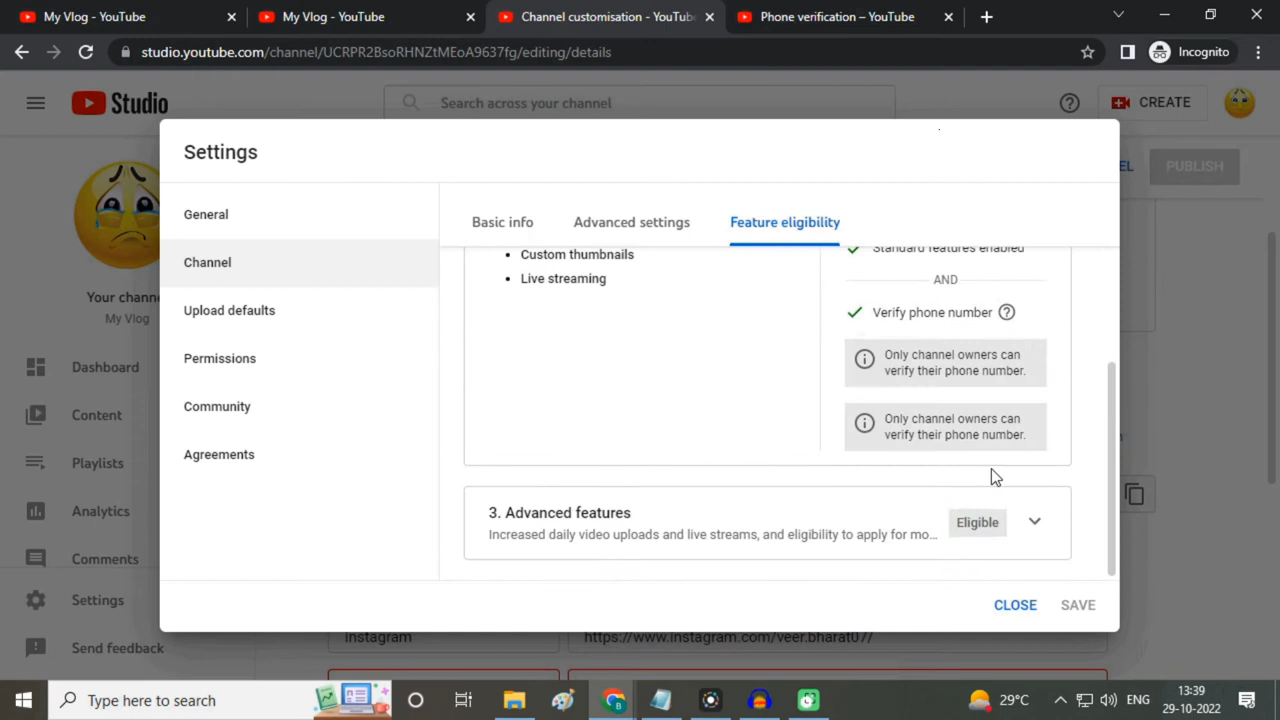 My Vlog - YouTube
My Vlog - YouTube
Channel customisation - YouTube
Phone verification – YouTube
studio.youtube.com/channel/UCRPR2BsoRHNZtMEoA9637fg/editing/details
Incognito
Studio
Search across your channel
CREATE
Settings
EL
PUBLISH
General
Basic info
Advanced settings
Feature eligibility
Custom thumbnails
Standard features enabled
Channel
Live streaming
AND
Your chann
My Vlog
Upload defaults
Verify phone number
Only channel owners can
verify their phone number.
Permissions
Dashboard
Community
Only channel owners can
verify their phone number.
Content
Agreements
Playlists
Analytics
3. Advanced features
Increased daily video uploads and live streams, and eligibility to apply for mo...
Eligible
Comments
Settings
CLOSE
SAVE
Send feedback
Instagram
https://www.instagram.com/veer.bharat077
Type here to search
29°C
ENG
13:39
29-10-2022